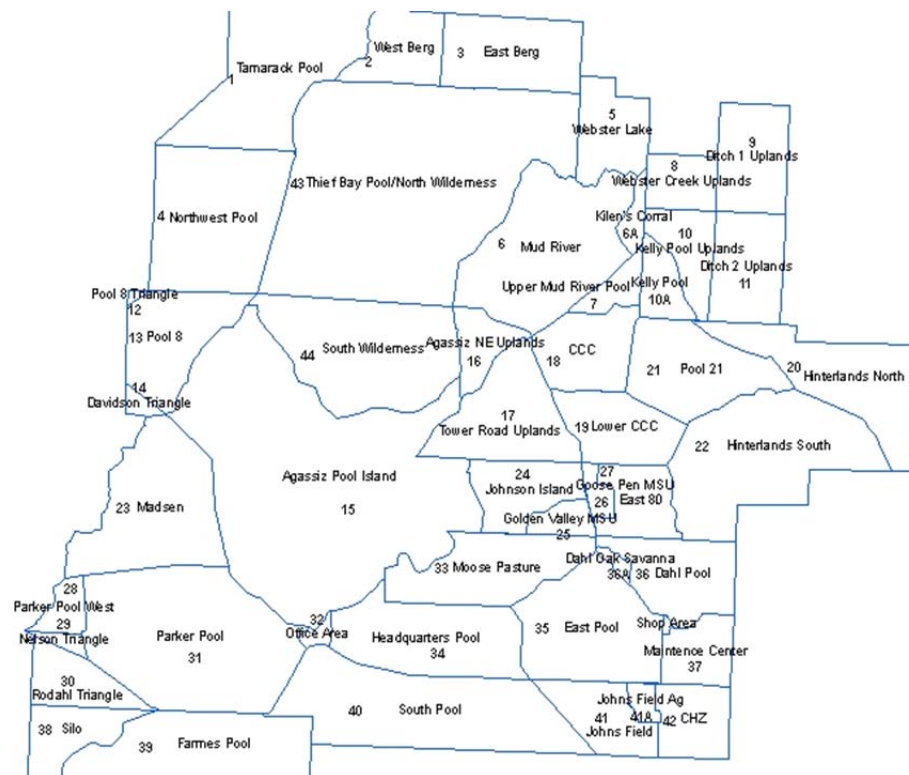 West Berg
2
3 East Berg
Tamarack Pool
1
5
Webster Lake
9
Ditch 1 Uplands
8
Webster Creek Uplands
43 Thief Bay Pool/North Wilderness
4 Northwest Pool
Kilen's Corral
6A
10
6 Mud River
Kelly Pool Uplands
Ditch 2 Uplands
11
Upper Mud River Pool
7
Kelly Pool
10A
Pool 8 Triangle
12
13 Pool 8
44 South Wilderness
Agassiz NE Uplands
16
18 CCC
21 Pool 21
20 Hinterlands North
14
Davidson Triangle
17
Tower Road Uplands
19 Lower CCC
22 Hinterlands South
Agassiz Pool Island
15
24
Johnson Island
27
Goose Pen MSU
26 East 80
23 Madsen
Golden Valley MSU
25
33 Moose Pasture
Dahl Oak Savanna
36A 36 Dahl Pool
28
Parker Pool West
29
Nelson Triangle
Parker Pool
31
32
Office Area
Headquarters Pool
34
35 East Pool
Shop Area
Maintence Center
37
30
Rodahl Triangle
40 South Pool
Johns Field Ag
41 41A
Johns Field
42 CHZ
38 Silo
39 Farmes Pool